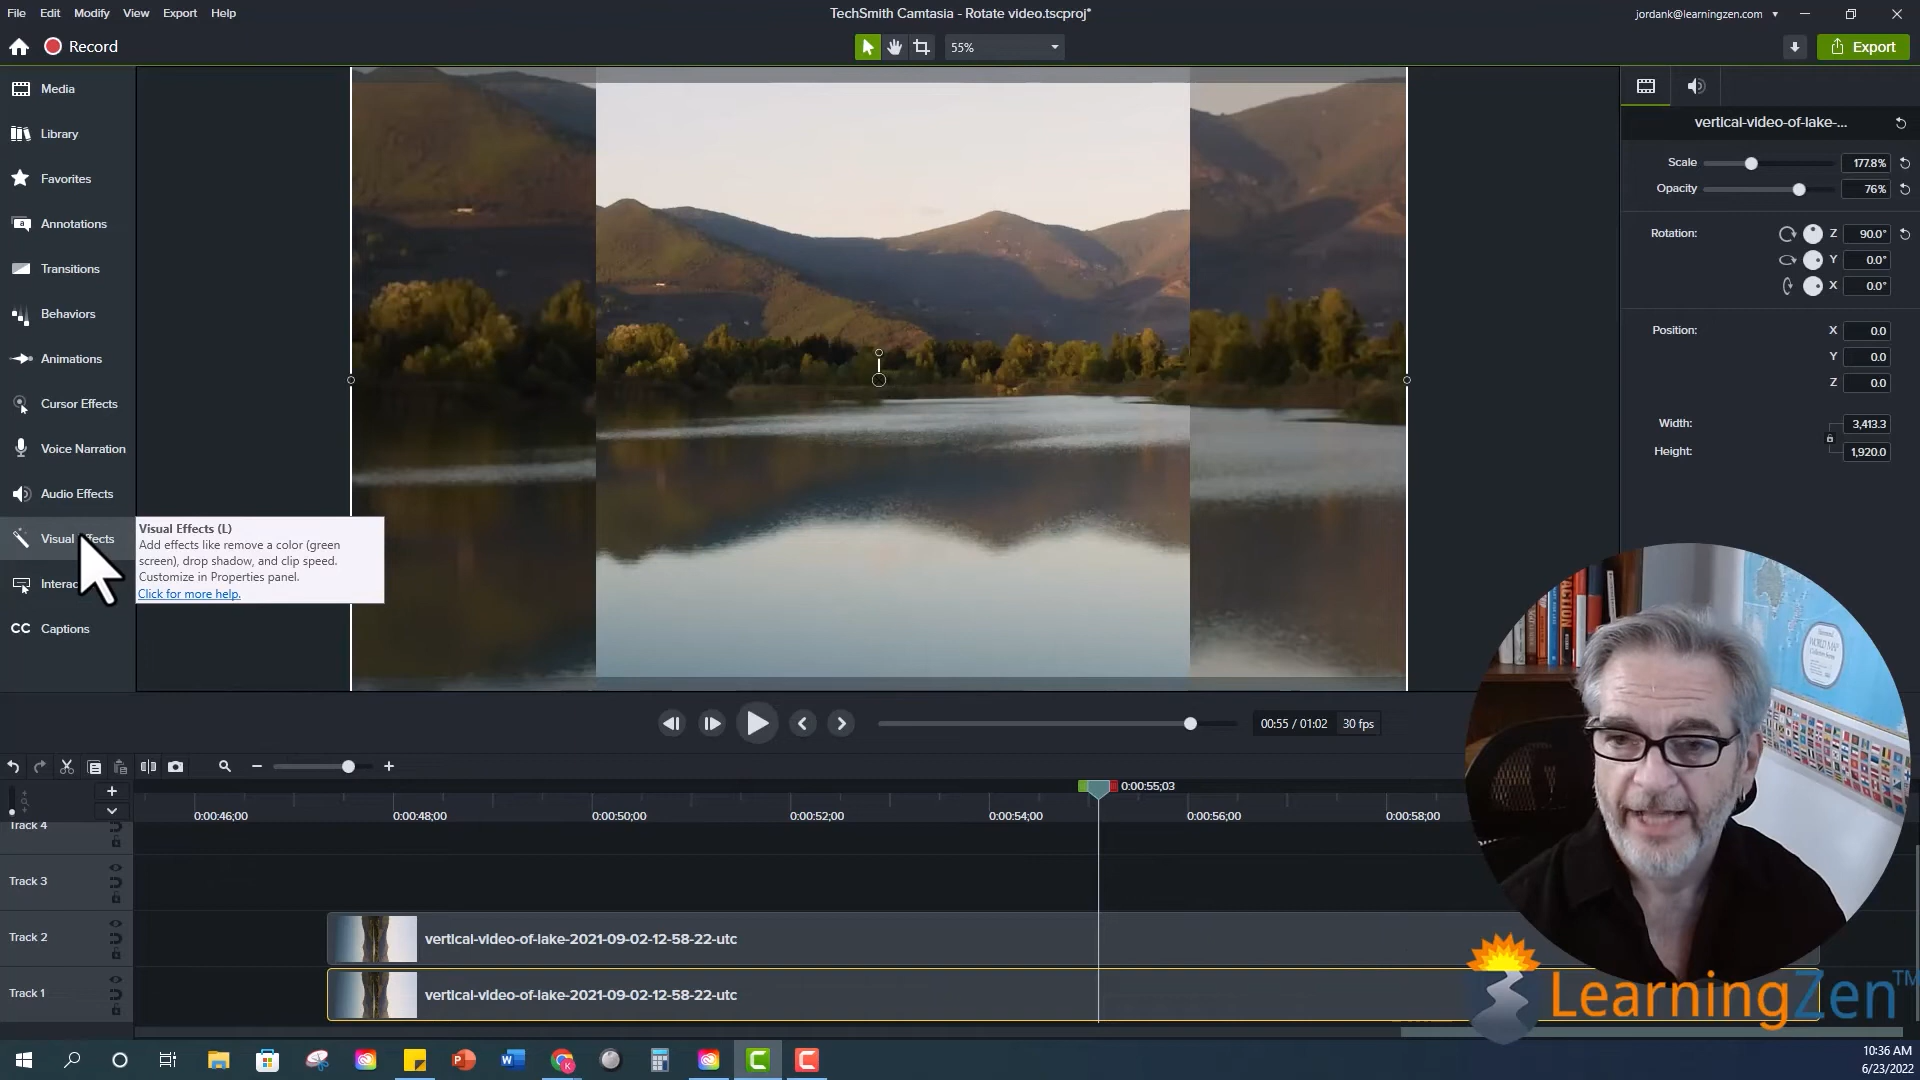 File Edit Modify View Export Help
TechSmith Camtasia - Rotate video.tscproj*
jordank@learningzen.com
Record
55%
Export
Media
Library
Favorites
Annotations
Transitions
Behaviors
Animations
Cursor Effects
Voice Narration
Audio Effects
Visual Effects
Interac
CC Captions
Visual Effects (L)
Add effects like remove a color (green
screen), drop shadow, and clip speed.
Customize in Properties panel.
Click for more help.
vertical-video-of-lake-...
Scale 177.8%
Opacity 76%
Rotation: Z 90.0°
Y 0.0°
X 0.0°
Position: X 0.0
Y 0.0
Z 0.0
Width: 3,413.3
Height: 1,920.0
ACTION
WORLD MAP
00:55 / 01:02 30 fps
0:00:55;03
0:00:46;00 0:00:48;00 0:00:50;00 0:00:52;00 0:00:54;00 0:00:56;00 0:00:58;00
Track 4
Track 3
Track 2
vertical-video-of-lake-2021-09-02-12-58-22-utc
Track 1
vertical-video-of-lake-2021-09-02-12-58-22-utc
LearningZen™
10:36 AM
6/23/2022